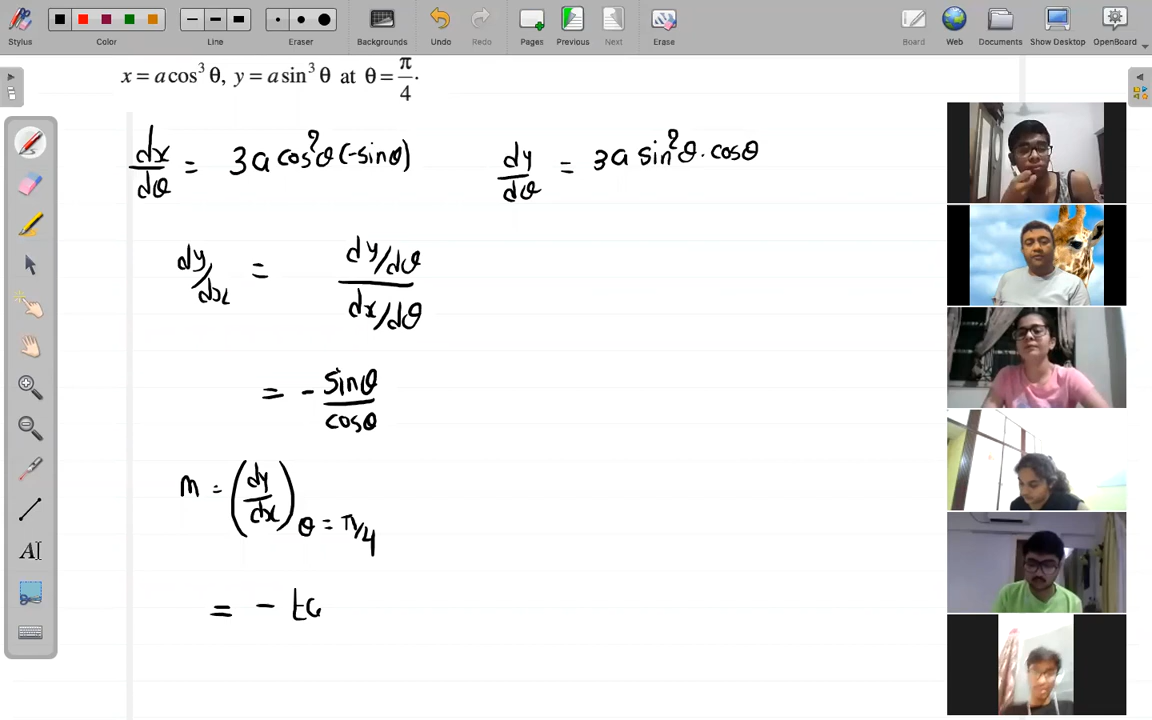 Stylus
Color
Line
Eraser
Backgrounds
Undo
Redo
Pages
Previous
Next
Erase
Board
Web
Documents
Show Desktop
OpenBoard
x = a cos³ θ, y = a sin³ θ at θ = π/4.
dx/dθ = 3a cos²θ (-sinθ)
dy/dθ = 3a sin²θ · cosθ
dy/dx = (dy/dθ)/(dx/dθ)
= - sinθ/cosθ
m = (dy/dx) θ = π/4
= - ta